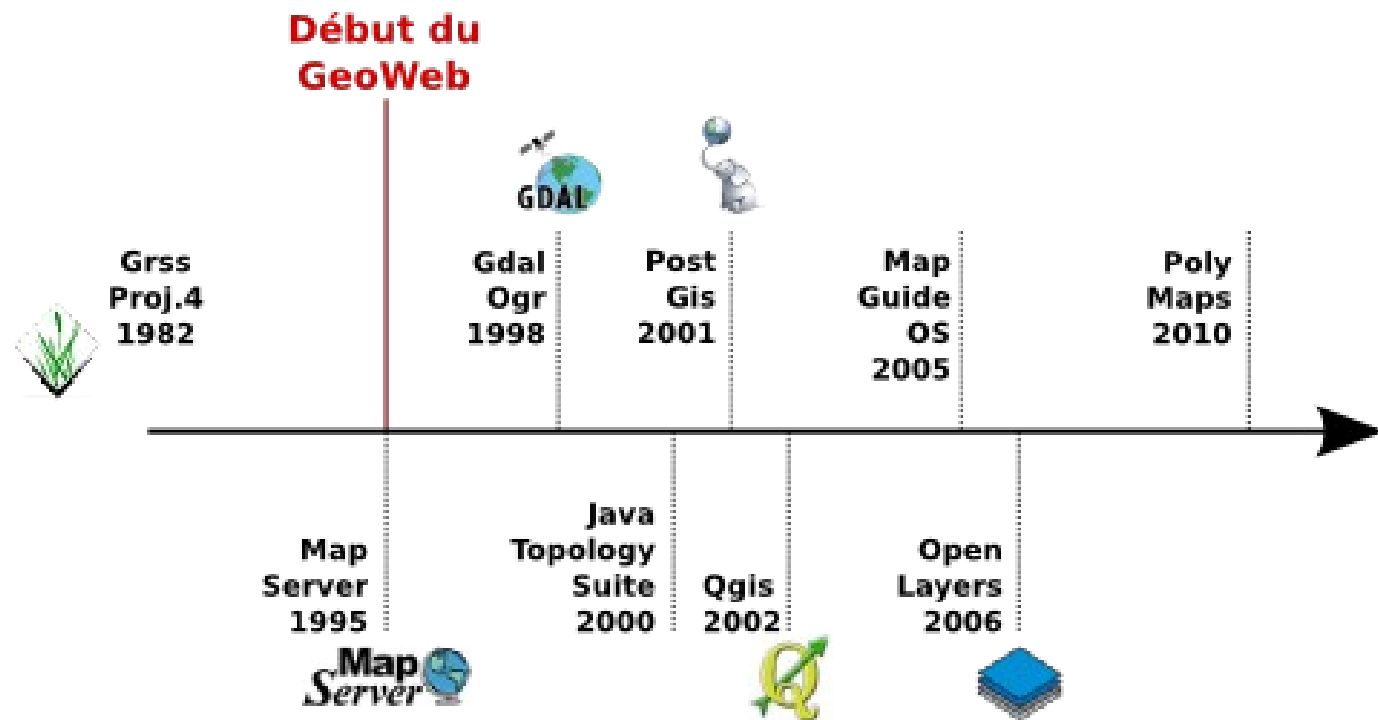 Début du
GeoWeb
GDAL
Grss
Proj.4
1982
Gdal
Ogr
1998
Post
Gis
2001
Map
Guide
OS
2005
Poly
Maps
2010
Map
Server
1995
Java
Topology
Suite
2000
Qgis
2002
Open
Layers
2006
Map
Server
Q